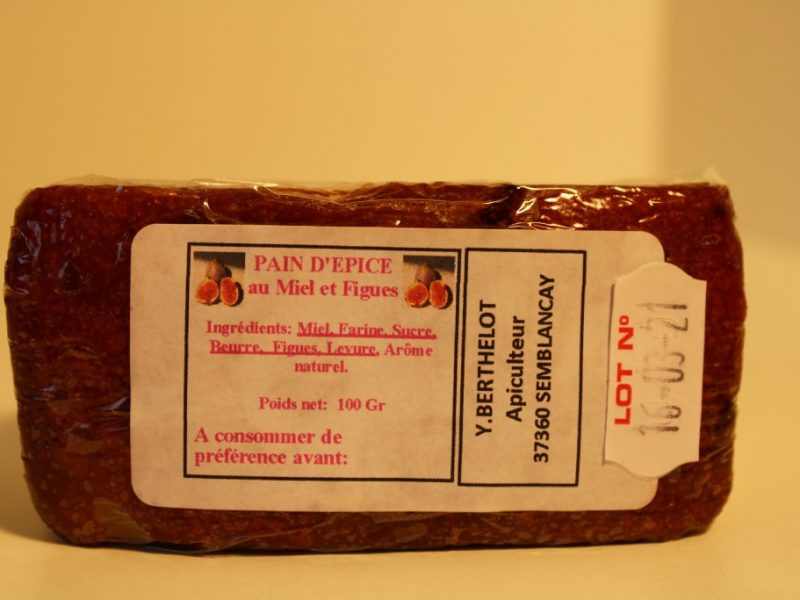 PAIN D'EPICE
au Miel et Figues
Ingrédients: Miel, Farine, Sucre,
Beurre, Figues, Levure, Arôme
naturel.
Poids net: 100 Gr
A consommer de
préférence avant:
Y.BERTHELOT
Apiculteur
37360 SEMBLANCAY
LOT Nº
16-03-21